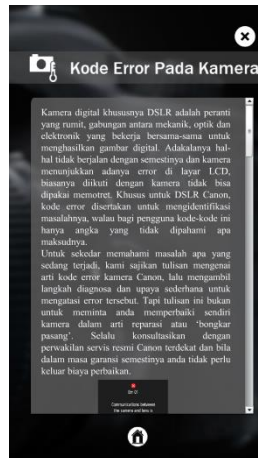 Kode Error Pada Kamera
Kamera digital khususnya DSLR adalah peranti
yang rumit, gabungan antara mekanik, optik dan
elektronik yang bekerja bersama-sama untuk
menghasilkan gambar digital. Adakalanya hal-
hal tidak berjalan dengan semestinya dan kamera
menunjukkan adanya error di layar LCD,
biasanya diikuti dengan kamera tidak bisa
dipakai memotret. Khusus untuk DSLR Canon,
kode error disertakan untuk mengidentifikasi
masalahnya, walau bagi pengguna kode-kode ini
hanya angka yang tidak dipahami apa
maksudnya.
Untuk sekedar memahami masalah apa yang
sedang terjadi, kami sajikan tulisan mengenai
arti kode error kamera Canon, lalu mengambil
langkah diagnosa dan upaya sederhana untuk
mengatasi error tersebut. Tapi tulisan ini bukan
untuk meminta anda memperbaiki sendiri
kamera dalam arti reparasi atau ‘bongkar
pasang’. Selalu konsultasikan dengan
perwakilan servis resmi Canon terdekat dan bila
dalam masa garansi semestinya anda tidak perlu
keluar biaya perbaikan.
Err 01
Communications between
the camera and lens is